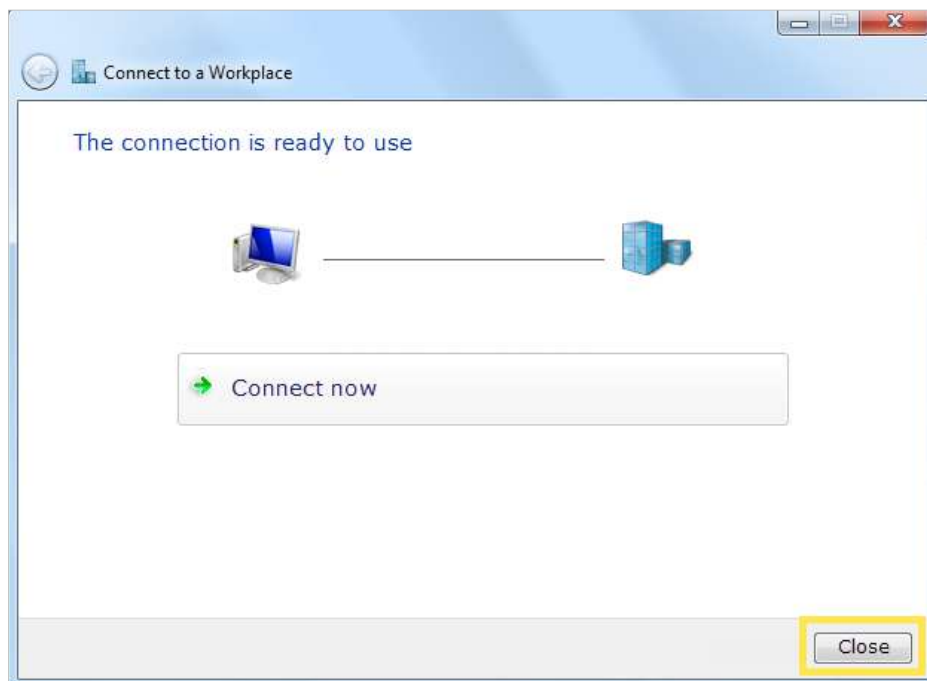 Connect to a Workplace
The connection is ready to use
Connect now
Close